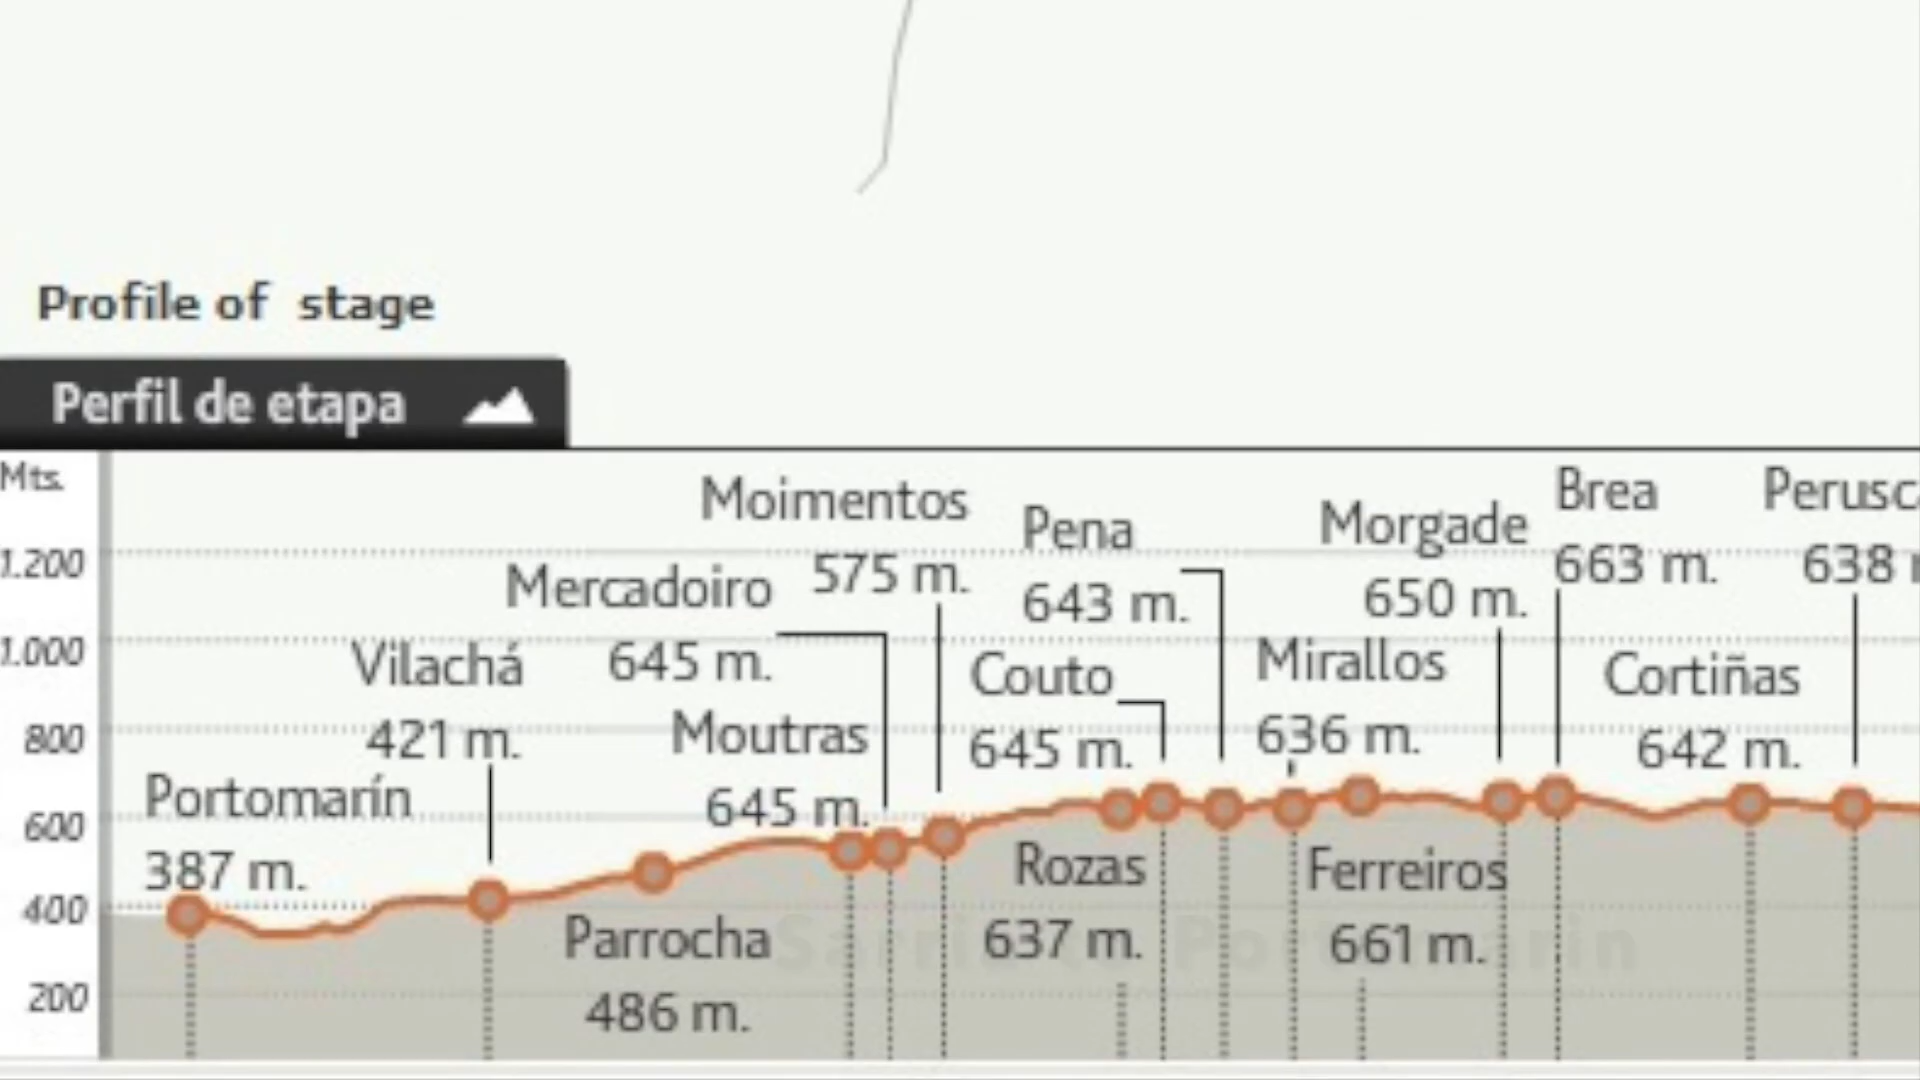 Profile of stage
Perfil de etapa
Mts.
1.200
1.000
800
600
400
200
Portomarín
387 m.
Vilachá
421 m.
Parrocha
486 m.
Moutras
645 m.
Mercadoiro
645 m.
Moimentos
575 m.
Rozas
637 m.
Couto
645 m.
Pena
643 m.
Mirallos
636 m.
Ferreiros
661 m.
Morgade
650 m.
Brea
663 m.
Cortiñas
642 m.
Perusc
638